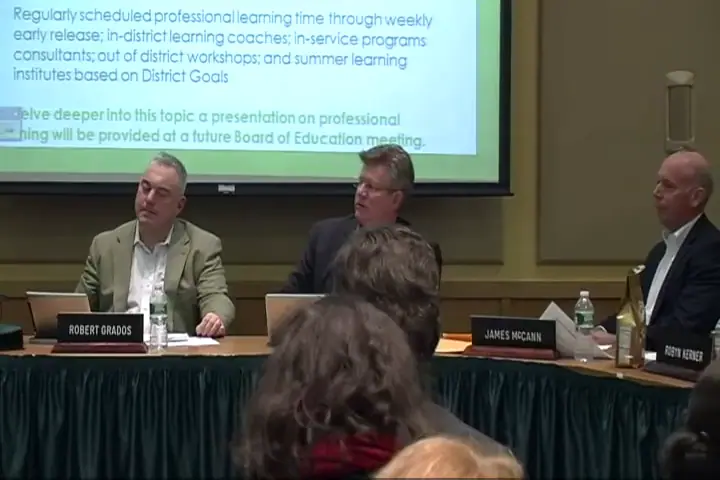 Regularly scheduled professional learning time through weekly
early release; in-district learning coaches; in-service programs
consultants; out of district workshops; and summer learning
institutes based on District Goals
elve deeper into this topic a presentation on professional
ning will be provided at a future Board of Education meeting.
ROBERT GRADOS
JAMES McCANN
ROBYN KERNER